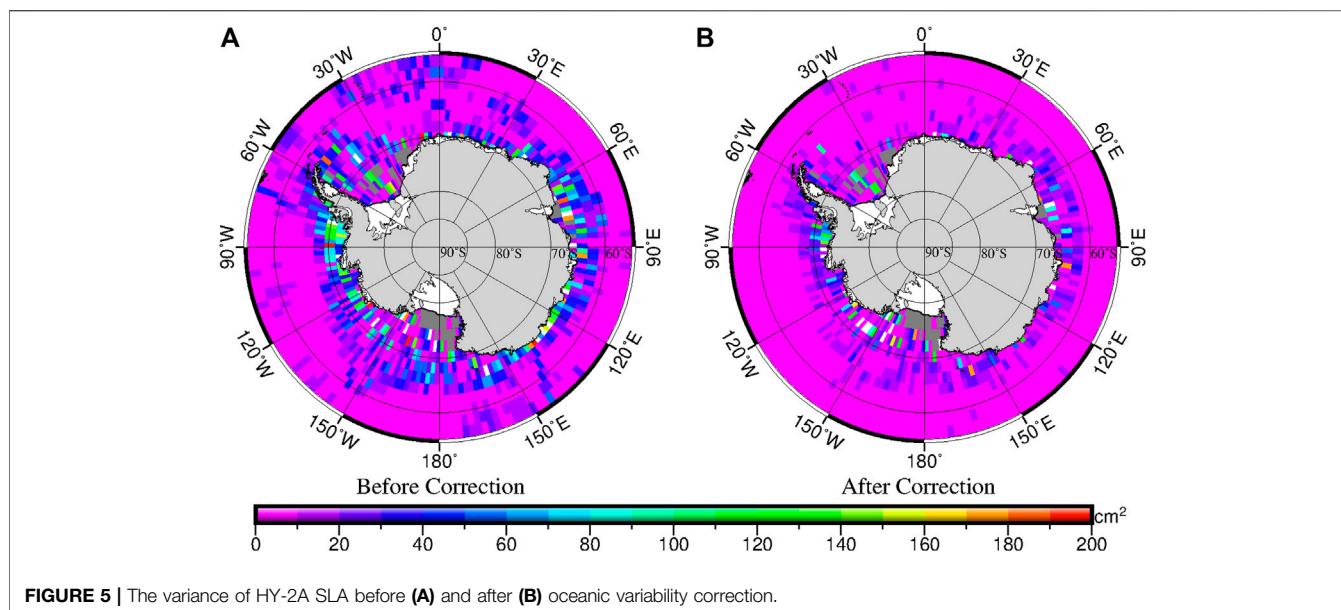 A
B
0°
30°E
60°E
90°E
120°E
150°E
180°
150°W
120°W
90°W
60°W
30°W
90°S
80°S
70°S
60°S
0°
30°E
60°E
90°E
120°E
150°E
180°
150°W
120°W
90°W
60°W
30°W
90°S
80°S
70°S
60°S
Before Correction
After Correction
cm²
0 20 40 60 80 100 120 140 160 180 200
FIGURE 5 | The variance of HY-2A SLA before (A) and after (B) oceanic variability correction.